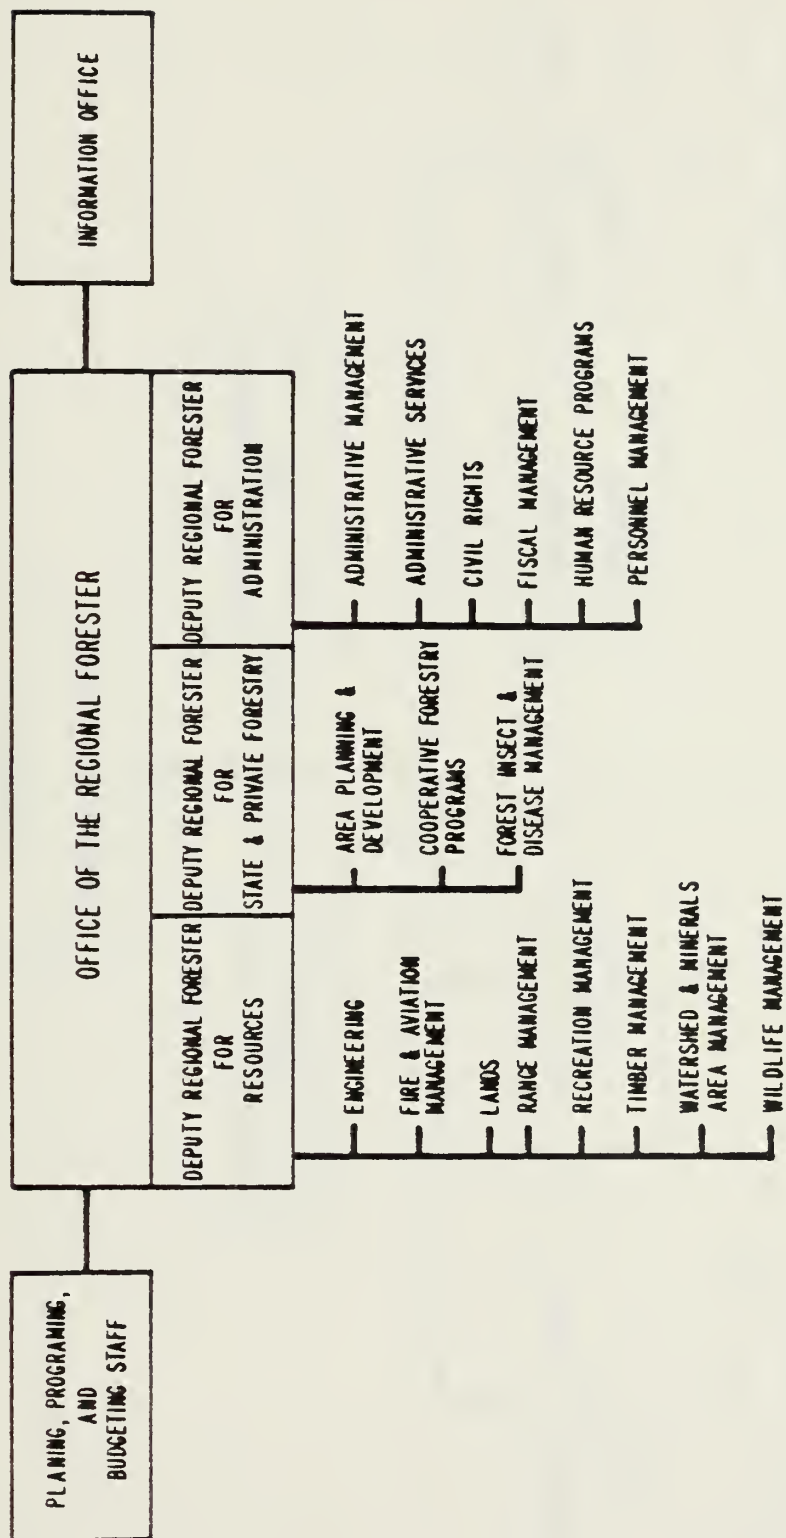 PLANING, PROGRAMING,
AND
BUDGETING STAFF
OFFICE OF THE REGIONAL FORESTER
INFORMATION OFFICE
DEPUTY REGIONAL FORESTER
FOR
RESOURCES
DEPUTY REGIONAL FORESTER
FOR
STATE & PRIVATE FORESTRY
DEPUTY REGIONAL FORESTER
FOR
ADMINISTRATION
ENGINEERING
FIRE & AVIATION
MANAGEMENT
LANDS
RANGE MANAGEMENT
RECREATION MANAGEMENT
TIMBER MANAGEMENT
WATERSHED & MINERALS
AREA MANAGEMENT
WILDLIFE MANAGEMENT
AREA PLANNING &
DEVELOPMENT
COOPERATIVE FORESTRY
PROGRAMS
FOREST INSECT &
DISEASE MANAGEMENT
ADMINISTRATIVE MANAGEMENT
ADMINISTRATIVE SERVICES
CIVIL RIGHTS
FISCAL MANAGEMENT
HUMAN RESOURCE PROGRAMS
PERSONNEL MANAGEMENT